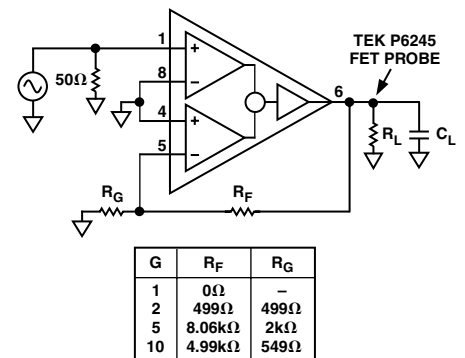 TEK P6245
FET PROBE
1
+
50Ω
8
–
4
+
5
–
6
R_L
C_L
R_G
R_F
G R_F R_G
1 0Ω –
2 499Ω 499Ω
5 8.06kΩ 2kΩ
10 4.99kΩ 549Ω